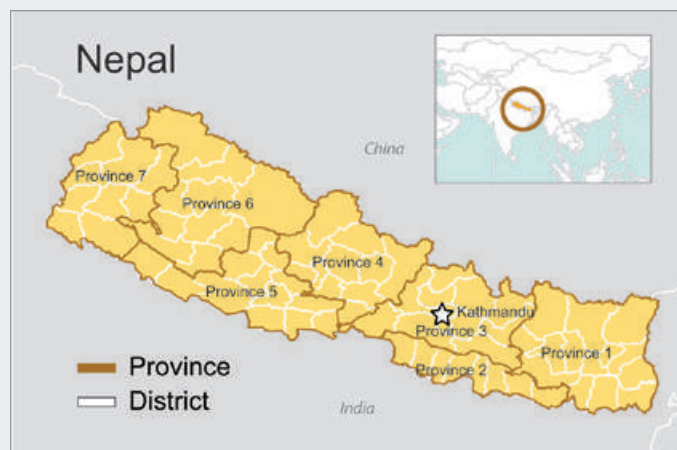 Nepal
China
Province 7
Province 6
Province 4
Province 5
Kathmandu
Province 3
Province 1
Province 2
Province
District
India